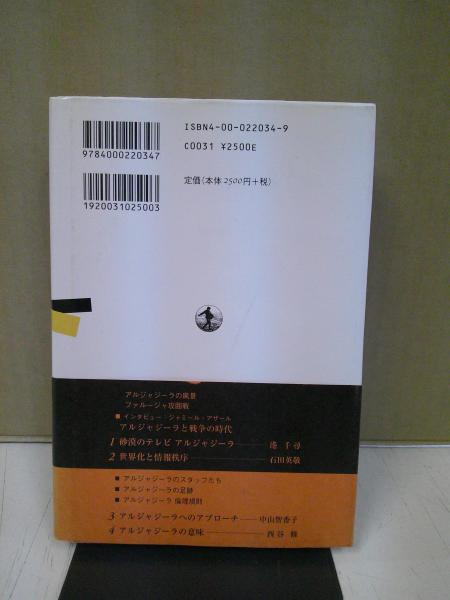 ISBN4-00-022034-9
C0031 ¥2500E
9784000220347
定価(本体2500円+税)
1920031025003
アルジャジーラの風景
ファルージャ攻囲戦
■ インタビュー・ジャミール・アザール
アルジャジーラと戦争の時代
1 砂漠のテレビ アルジャジーラ――港 千尋
2 世界化と情報秩序――石田英敬
■ アルジャジーラのスタッフたち
■ アルジャジーラの足跡
■ アルジャジーラ 倫理規則
3 アルジャジーラへのアプローチ――中山智香子
4 アルジャジーラの意味――西谷 修